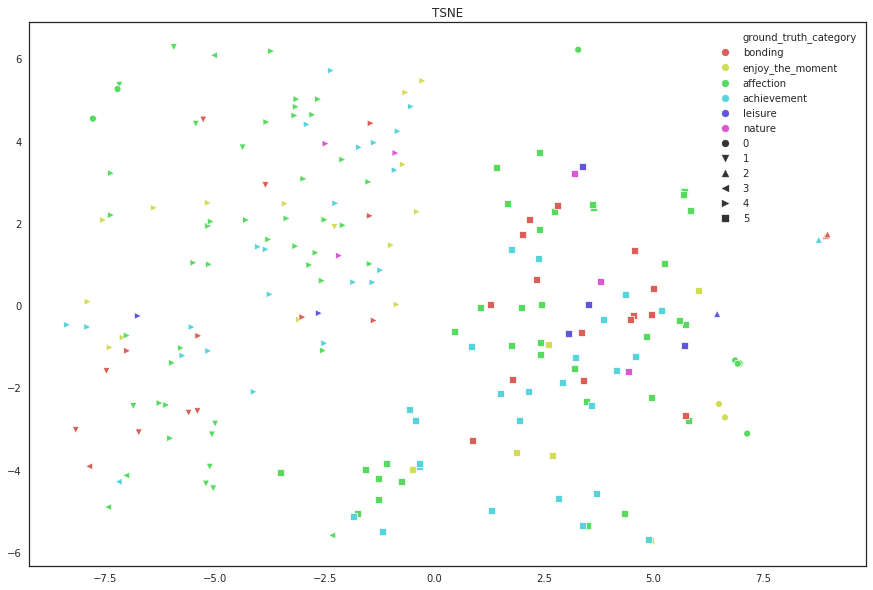 TSNE
ground_truth_category
bonding
enjoy_the_moment
affection
achievement
leisure
nature
0
1
2
3
4
5
6
4
2
0
−2
−4
−6
−7.5
−5.0
−2.5
0.0
2.5
5.0
7.5